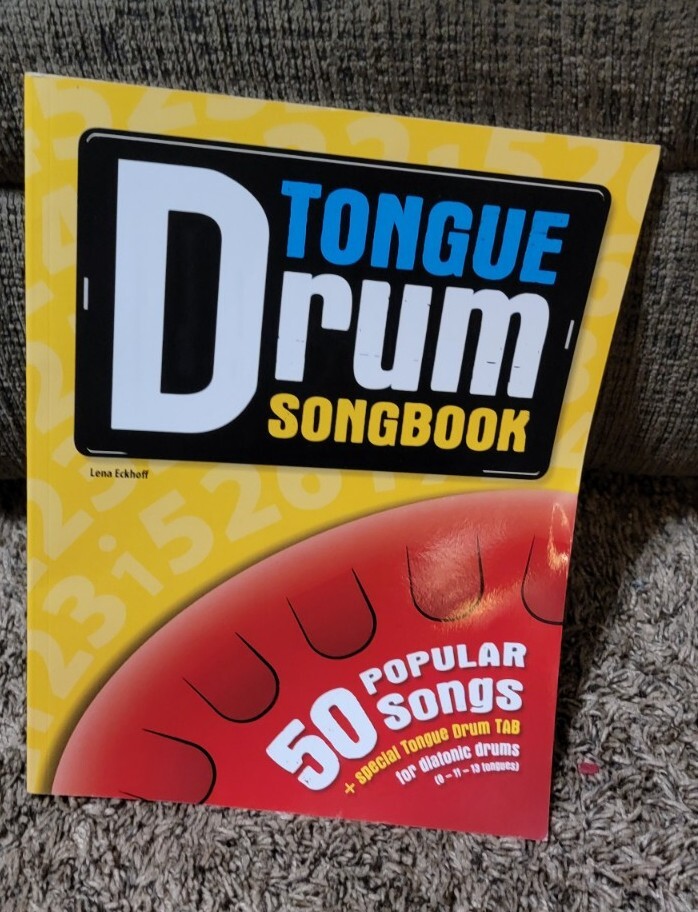 TONGUE
Drum
SONGBOOK
Lena Eckhoff
50 POPULAR
Songs
+ special Tongue Drum TAB
for diatonic drums
(8 – 11 – 13 tongues)